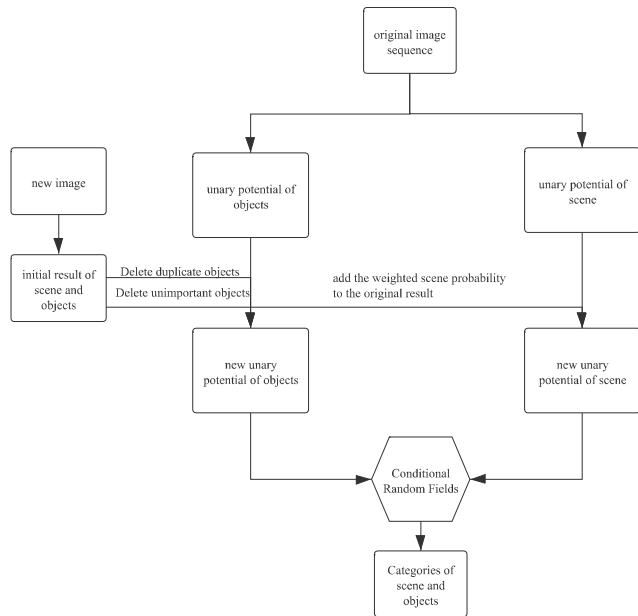 original image
sequence
new image
unary potential of
objects
unary potential of
scene
initial result of
scene and
objects
Delete duplicate objects
Delete unimportant objects
add the weighted scene probability
to the original result
new unary
potential of objects
new unary
potential of scene
Conditional
Random Fields
Categories of
scene and
objects